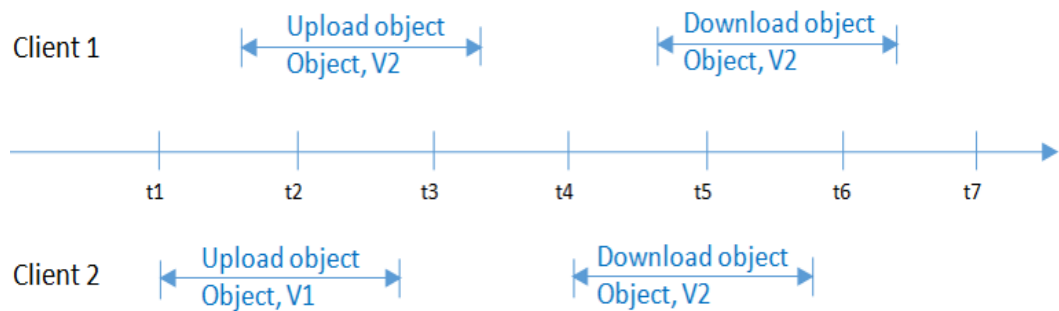 Upload object
Download object
Client 1
Object, V2
Object, V2
t1 t2 t3 t4 t5 t6 t7
Upload object
Download object
Client 2
Object, V1
Object, V2